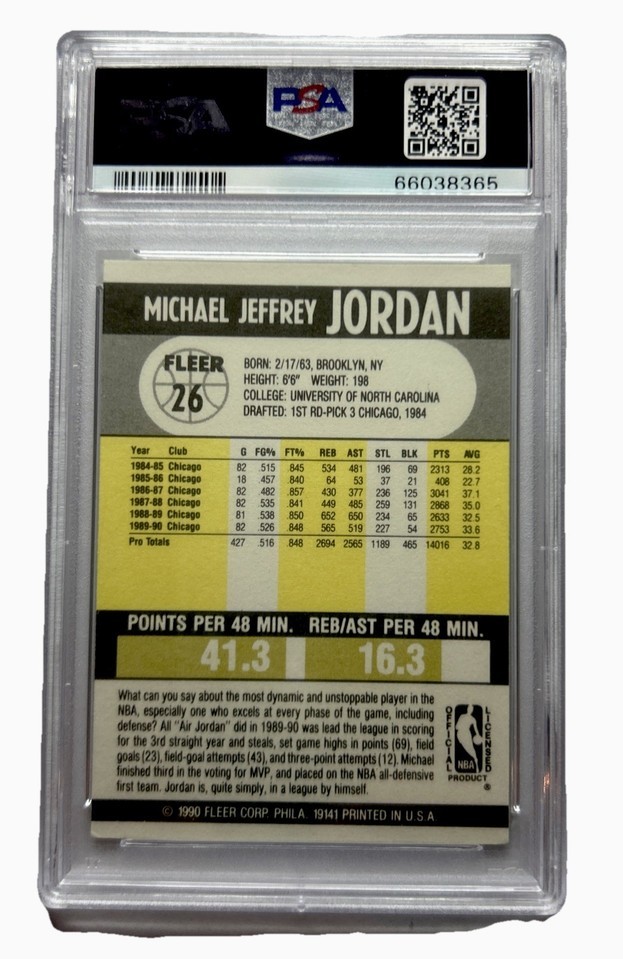 PSA
66038365
MICHAEL JEFFREY JORDAN
FLEER
26
BORN: 2/17/63, BROOKLYN, NY
HEIGHT: 6'6" WEIGHT: 198
COLLEGE: UNIVERSITY OF NORTH CAROLINA
DRAFTED: 1ST RD-PICK 3 CHICAGO, 1984
Year Club G FG% FT% REB AST STL BLK PTS AVG
1984-85 Chicago 82 .515 .845 534 481 196 69 2313 28.2
1985-86 Chicago 18 .457 .840 64 53 37 21 408 22.7
1986-87 Chicago 82 .482 .857 430 377 236 125 3041 37.1
1987-88 Chicago 82 .535 .841 449 485 259 131 2868 35.0
1988-89 Chicago 81 .538 .850 652 650 234 65 2633 32.5
1989-90 Chicago 82 .526 .848 565 519 227 54 2753 33.6
Pro Totals 427 .516 .848 2694 2565 1189 465 14016 32.8
POINTS PER 48 MIN. REB/AST PER 48 MIN.
41.3 16.3
What can you say about the most dynamic and unstoppable player in the
NBA, especially one who excels at every phase of the game, including
defense? All "Air Jordan" did in 1989-90 was lead the league in scoring
for the 3rd straight year and steals, set game highs in points (69), field
goals (23), field-goal attempts (43), and three-point attempts (12). Michael
finished third in the voting for MVP, and placed on the NBA all-defensive
first team. Jordan is, quite simply, in a league by himself.
OFFICIAL
LICENSED
NBA
PRODUCT
®
© 1990 FLEER CORP. PHILA. 19141 PRINTED IN U.S.A